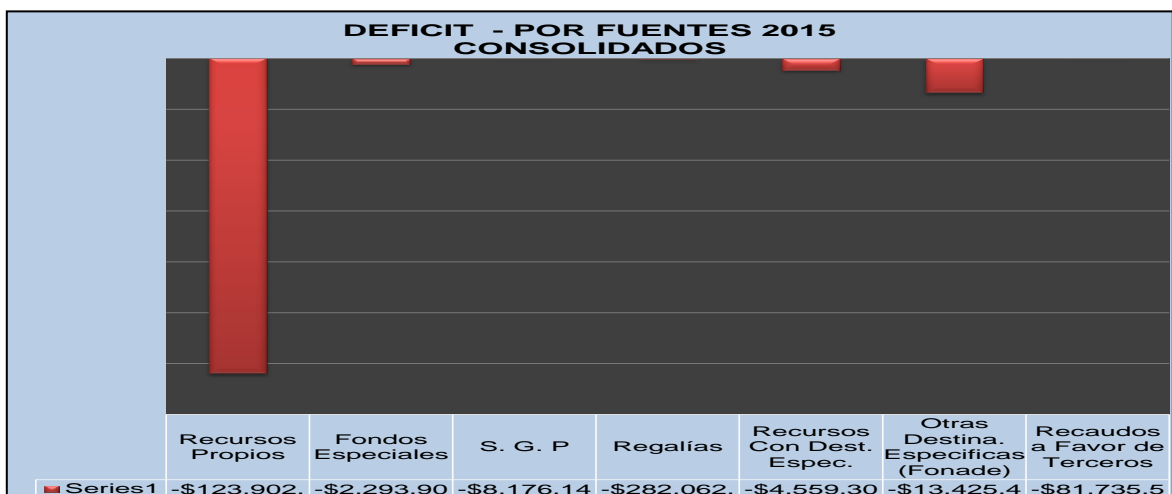 DEFICIT - POR FUENTES 2015
CONSOLIDADOS
Recursos Propios
Fondos Especiales
S. G. P
Regalías
Recursos Con Dest. Espec.
Otras Destina. Especificas (Fonade)
Recaudos a Favor de Terceros
Series1 -$123.902, -$2.293.90 -$8.176.14 -$282.062, -$4.559.30 -$13.425.4 -$81.735.5